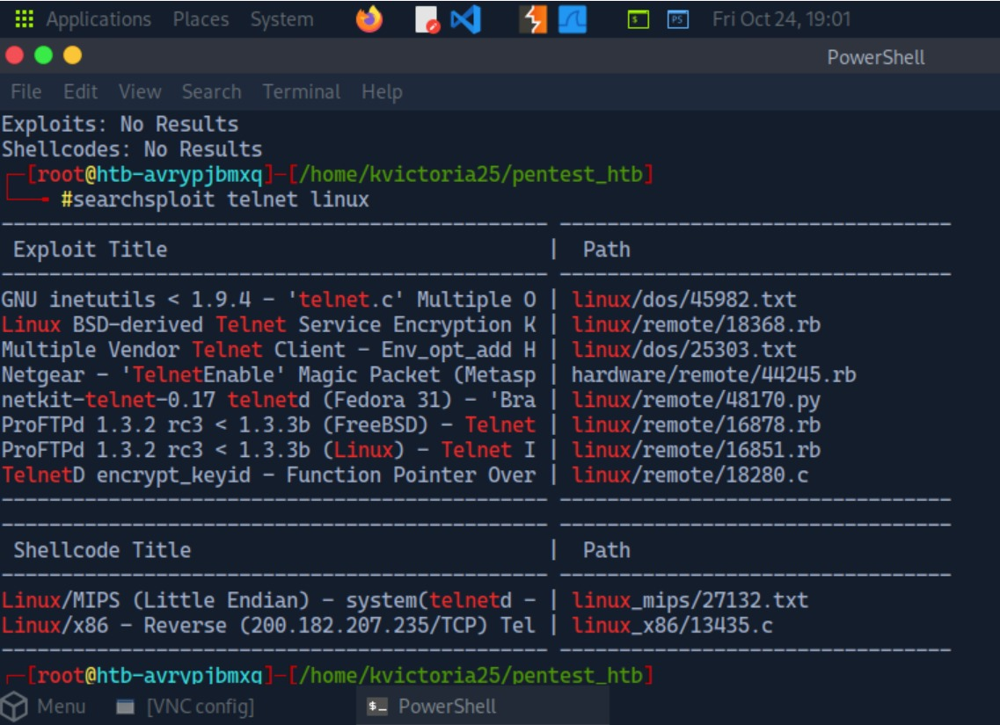 Applications Places System Fri Oct 24, 19:01
PowerShell
File Edit View Search Terminal Help
Exploits: No Results
Shellcodes: No Results
┌─[root@htb-avrypjbmxq]─[/home/kvictoria25/pentest_htb]
└──╼ #searchsploit telnet linux
---------------------------------------------- ---------------------------------
 Exploit Title | Path
---------------------------------------------- ---------------------------------
GNU inetutils < 1.9.4 - 'telnet.c' Multiple O | linux/dos/45982.txt
Linux BSD-derived Telnet Service Encryption K | linux/remote/18368.rb
Multiple Vendor Telnet Client - Env_opt_add H | linux/dos/25303.txt
Netgear - 'TelnetEnable' Magic Packet (Metasp | hardware/remote/44245.rb
netkit-telnet-0.17 telnetd (Fedora 31) - 'Bra | linux/remote/48170.py
ProFTPd 1.3.2 rc3 < 1.3.3b (FreeBSD) - Telnet | linux/remote/16878.rb
ProFTPd 1.3.2 rc3 < 1.3.3b (Linux) - Telnet I | linux/remote/16851.rb
TelnetD encrypt_keyid - Function Pointer Over | linux/remote/18280.c
---------------------------------------------- ---------------------------------
---------------------------------------------- ---------------------------------
 Shellcode Title | Path
---------------------------------------------- ---------------------------------
Linux/MIPS (Little Endian) - system(telnetd - | linux_mips/27132.txt
Linux/x86 - Reverse (200.182.207.235/TCP) Tel | linux_x86/13435.c
---------------------------------------------- ---------------------------------
┌─[root@htb-avrypjbmxq]─[/home/kvictoria25/pentest_htb]
Menu [VNC config] PowerShell